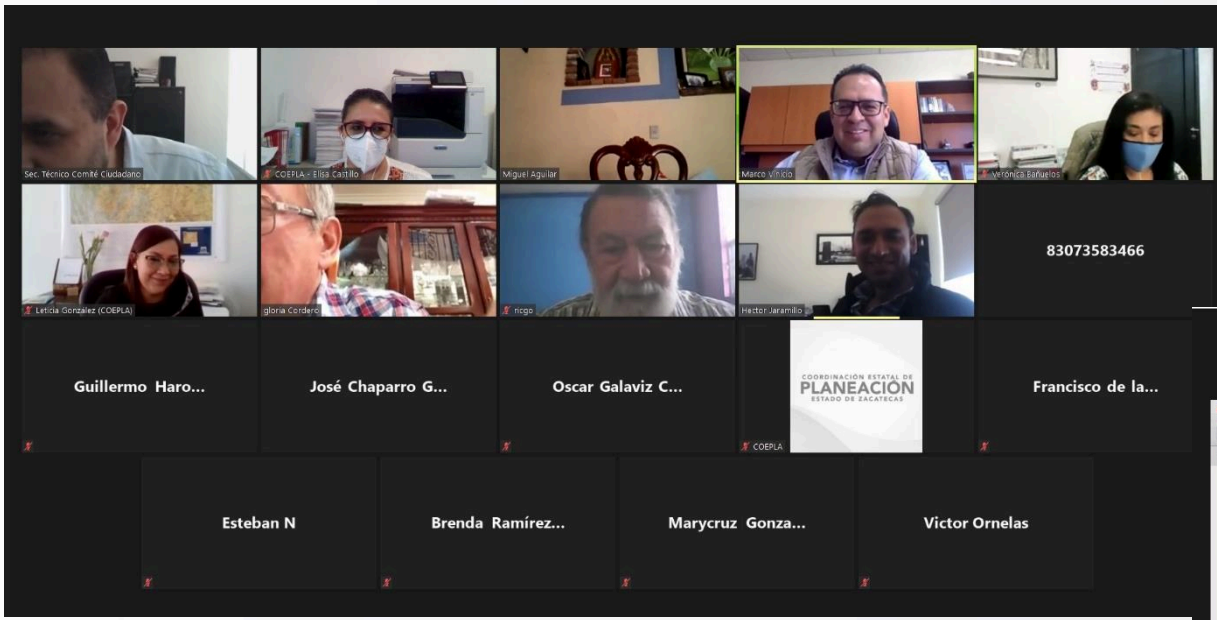 Sec. Técnico Comité Ciudadano
COEPLA - Elisa Castillo
Miguel Aguilar
Marco Vinicio
Verónica Bañuelos
Leticia González (COEPLA)
gloria Cordero
ricgo
Hector Jaramillo
83073583466
Guillermo Haro...
José Chaparro G...
Oscar Galaviz C...
COORDINACIÓN ESTATAL DE
PLANEACIÓN
ESTADO DE ZACATECAS
COEPLA
Francisco de la...
Esteban N
Brenda Ramírez...
Marycruz Gonza...
Victor Ornelas